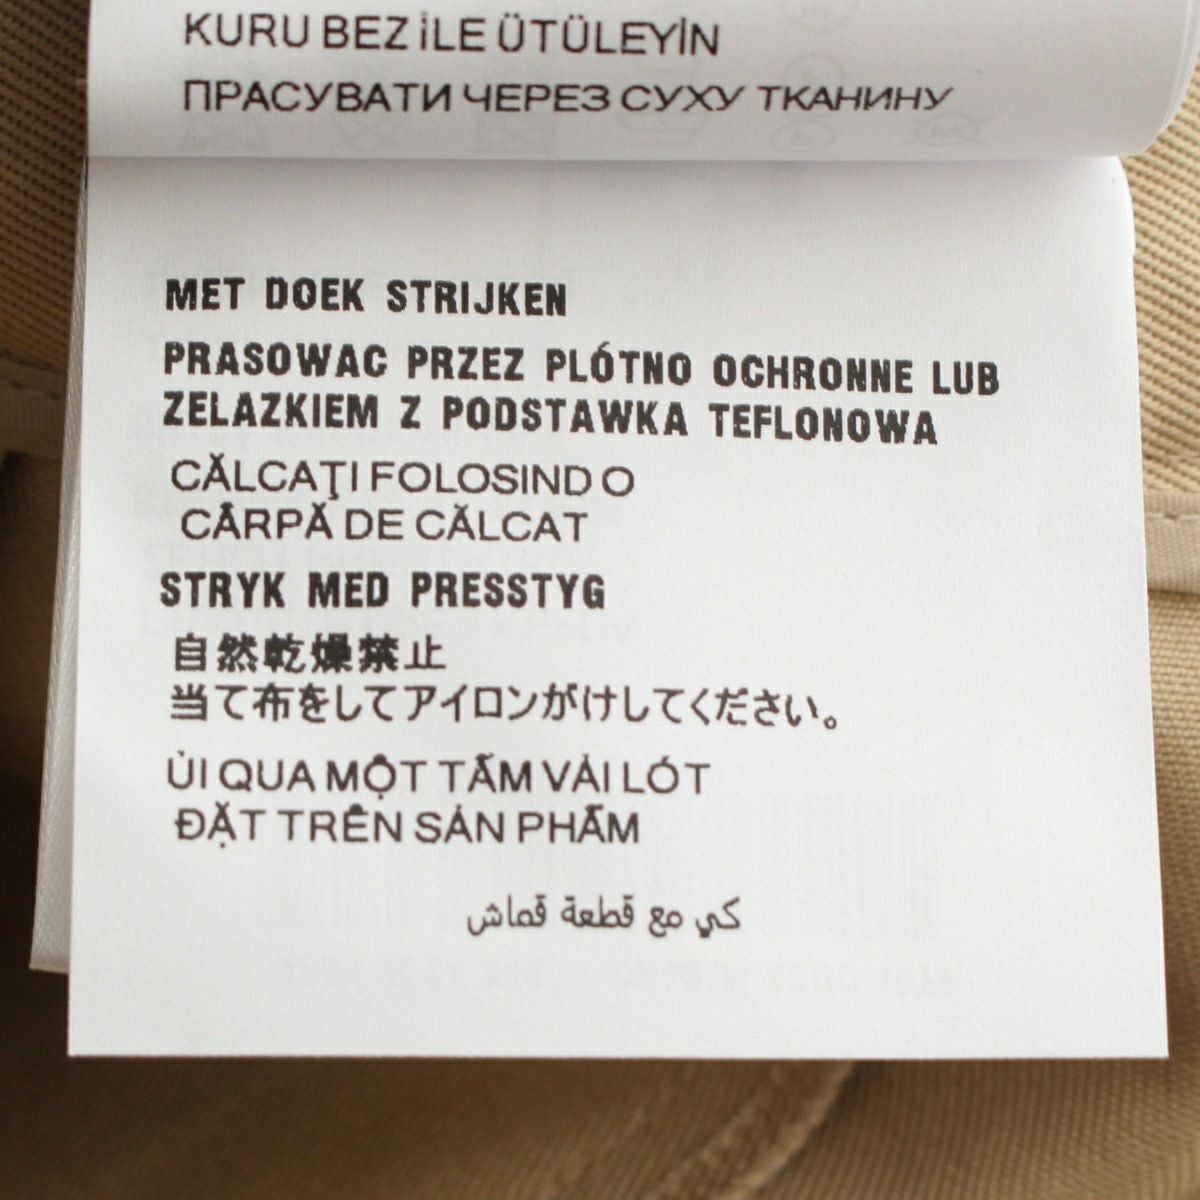 KURU BEZ İLE ÜTÜLEYİN
ПРАСУВАТИ ЧЕРЕЗ СУХУ ТКАНИНУ
MET DOEK STRIJKEN
PRASOWAC PRZEZ PLÓTNO OCHRONNE LUB
ZELAZKIEM Z PODSTAWKA TEFLONOWA
CĂLCAŢI FOLOSIND O
CÂRPĂ DE CĂLCAT
STRYK MED PRESSTYG
自然乾燥禁止
当て布をしてアイロンがけしてください。
ỦI QUA MỘT TẤM VẢI LÓT
ĐẶT TRÊN SẢN PHẨM
كي مع قطعة قماش